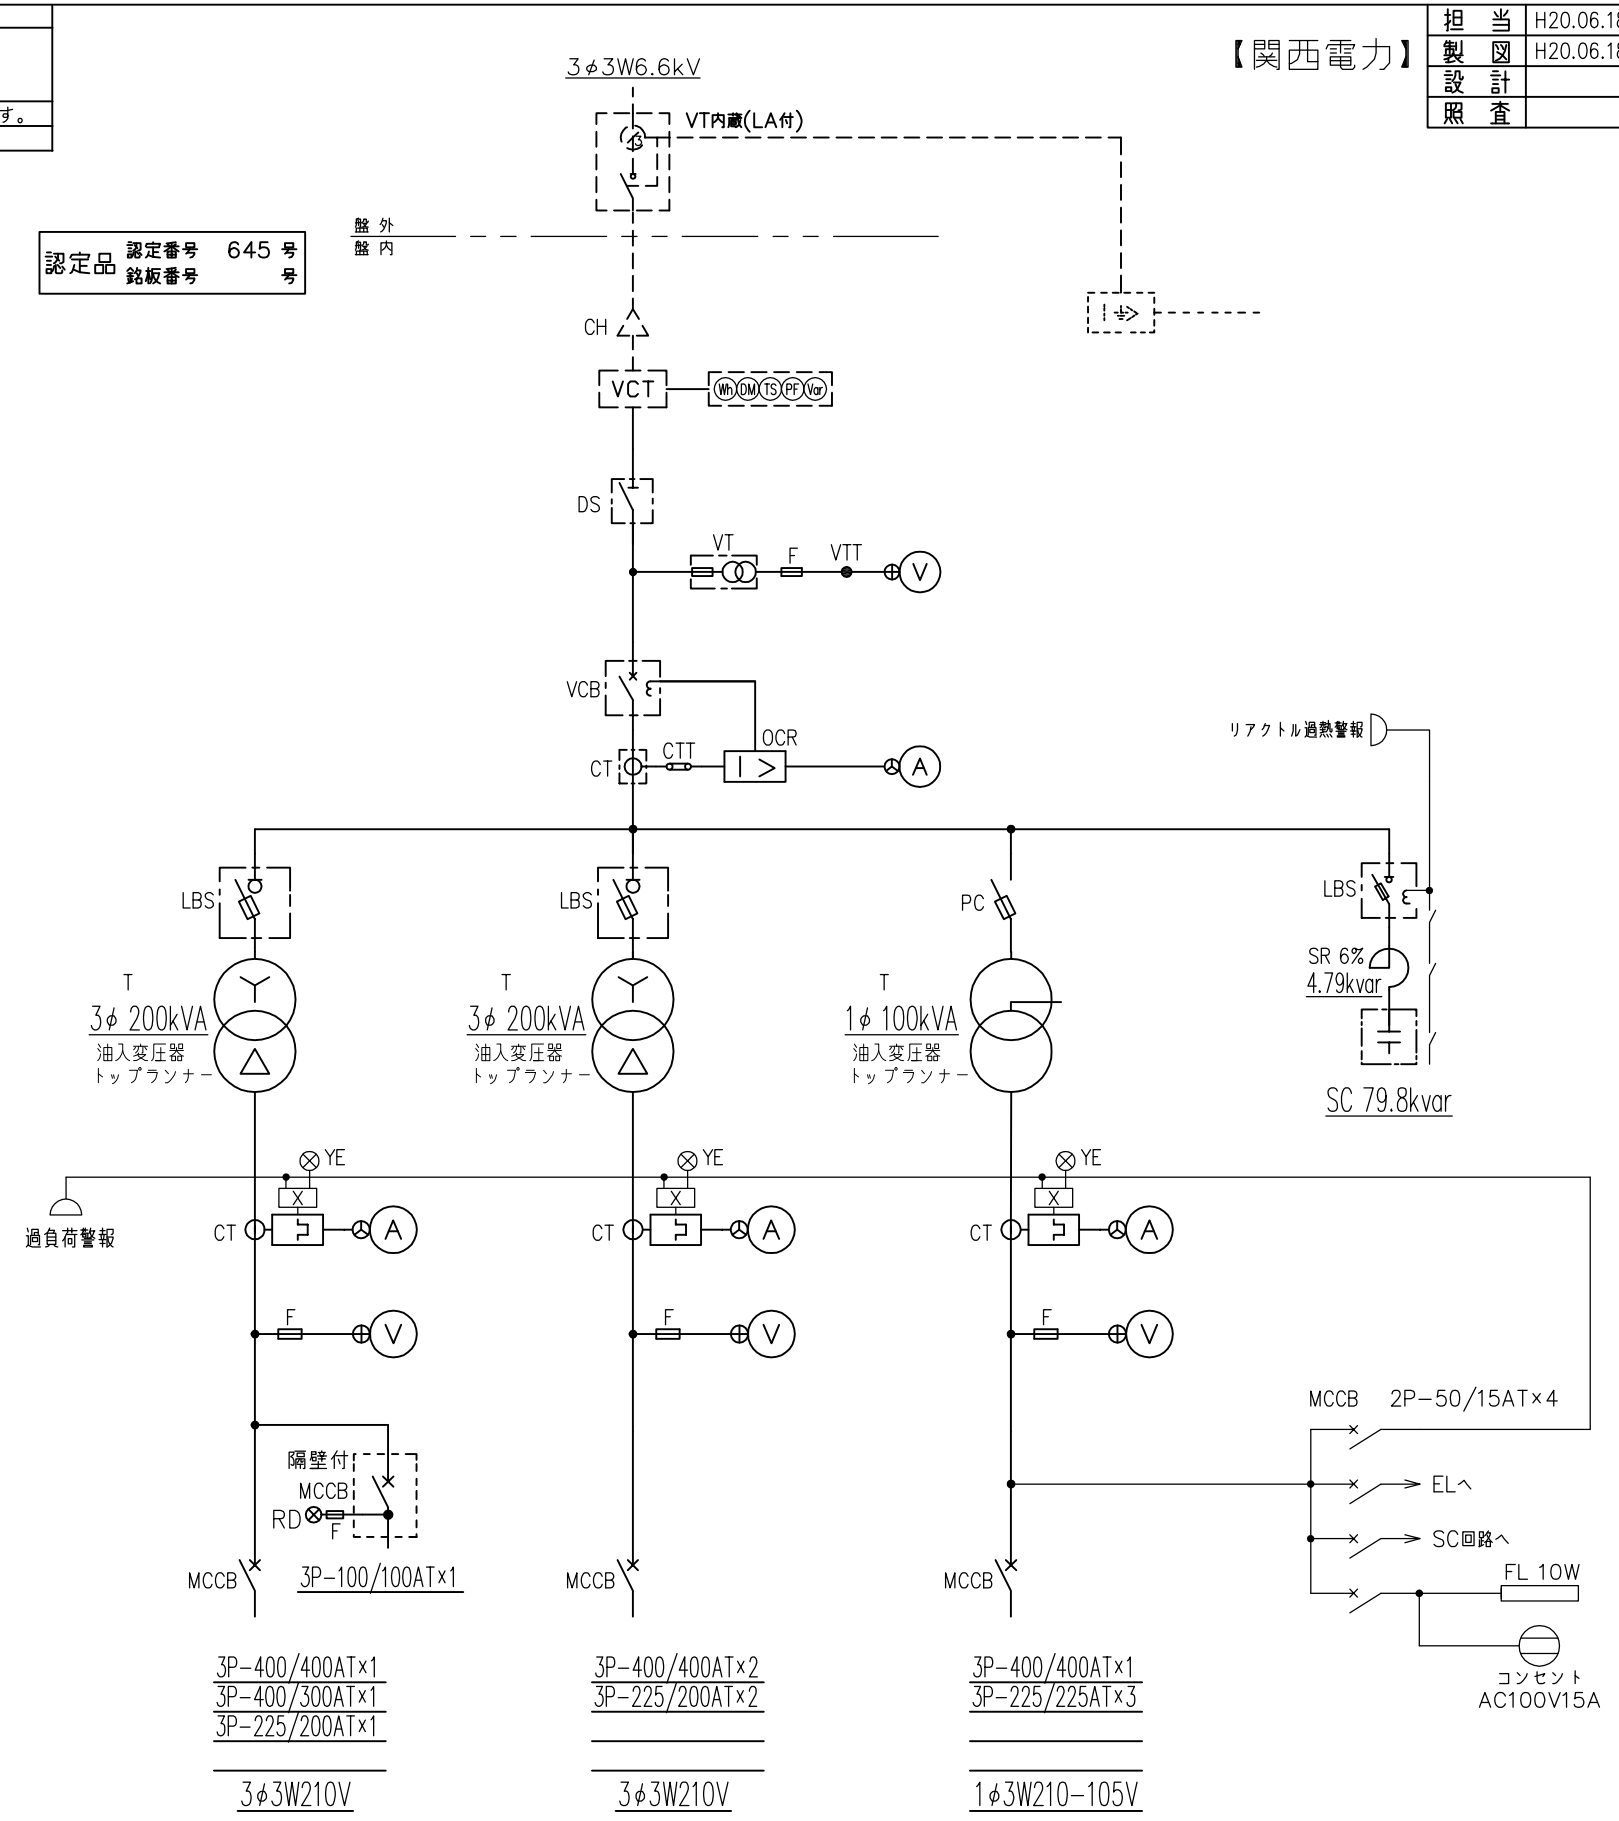 す。
3φ3W6.6kV
【関西電力】
担 当 H20.06.18
製 図 H20.06.18
設 計
照 査
VT内蔵(LA付)
3
盤 外
盤 内
認定品 認定番号 645 号
銘板番号 号
I ⏚>
CH
VCT Wh DM TS PF Var
DS
VT F VTT V
VCB
OCR
CT CTT I > A
リアクトル過熱警報
LBS LBS PC LBS
SR 6%
4.79kvar
T T T
3φ 200kVA 3φ 200kVA 1φ 100kVA
油入変圧器 油入変圧器 油入変圧器
トップランナー トップランナー トップランナー
SC 79.8kvar
YE YE YE
X X X
CT A CT A CT A
過負荷警報
F V F V F V
MCCB 2P-50/15AT×4
隔壁付
MCCB
RD F
ELへ
SC回路へ
FL 10W
コンセント
AC100V15A
MCCB 3P-100/100AT×1 MCCB MCCB
3P-400/400AT×1 3P-400/400AT×2 3P-400/400AT×1
3P-400/300AT×1 3P-225/200AT×2 3P-225/225AT×3
3P-225/200AT×1
3φ3W210V 3φ3W210V 1φ3W210-105V